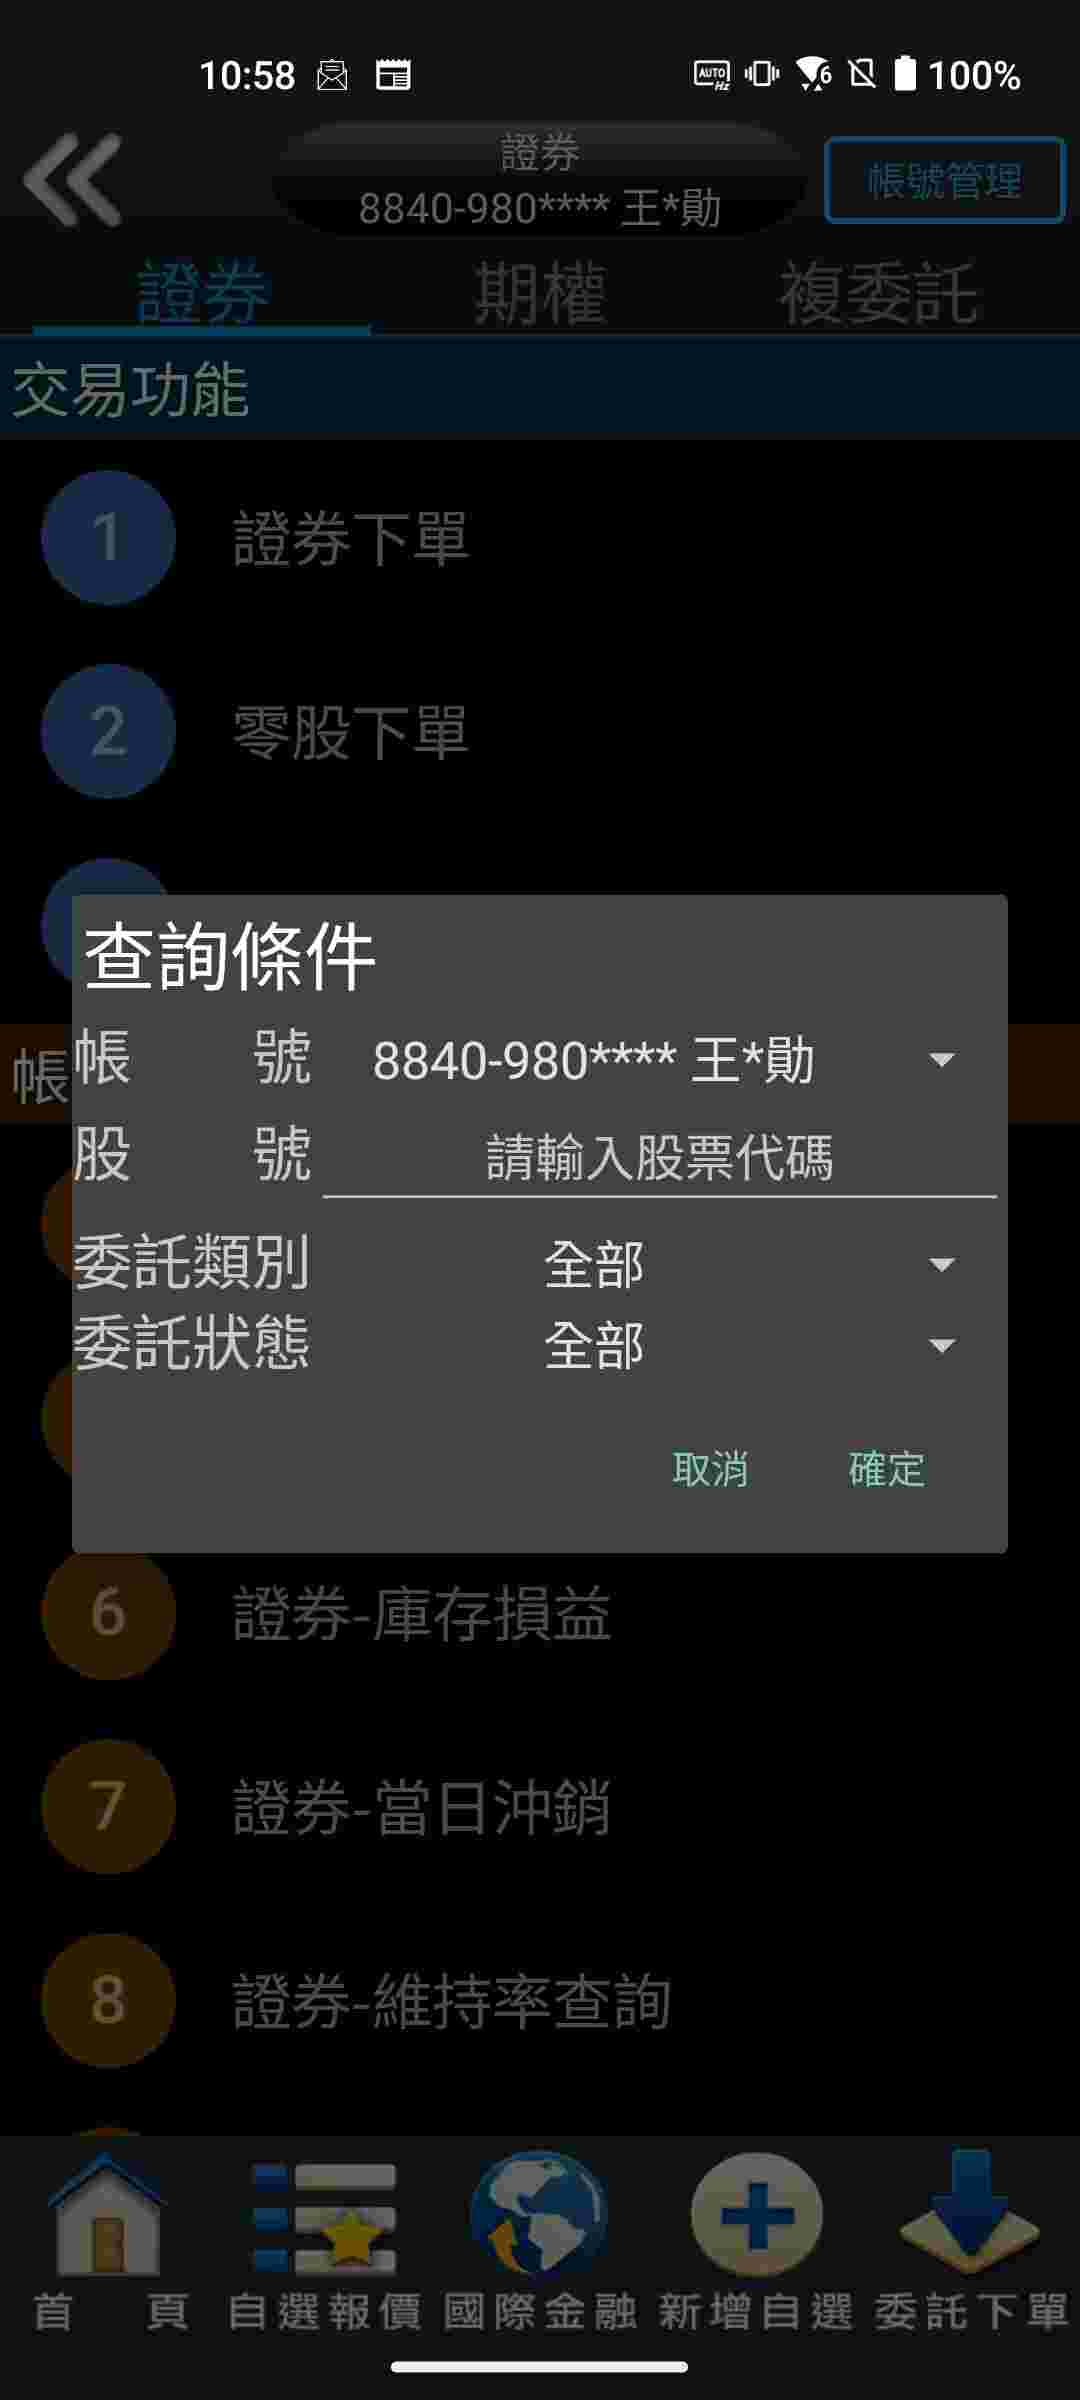 10:58
AUTO Hz
6
100%
證券
8840-980**** 王*勛
帳號管理
證券 期權 複委託
交易功能
1 證券下單
2 零股下單
查詢條件
帳 號 8840-980**** 王*勛
帳
股 號 請輸入股票代碼
委託類別 全部
委託狀態 全部
取消 確定
6 證券-庫存損益
7 證券-當日沖銷
8 證券-維持率查詢
首 頁 自選報價 國際金融 新增自選 委託下單